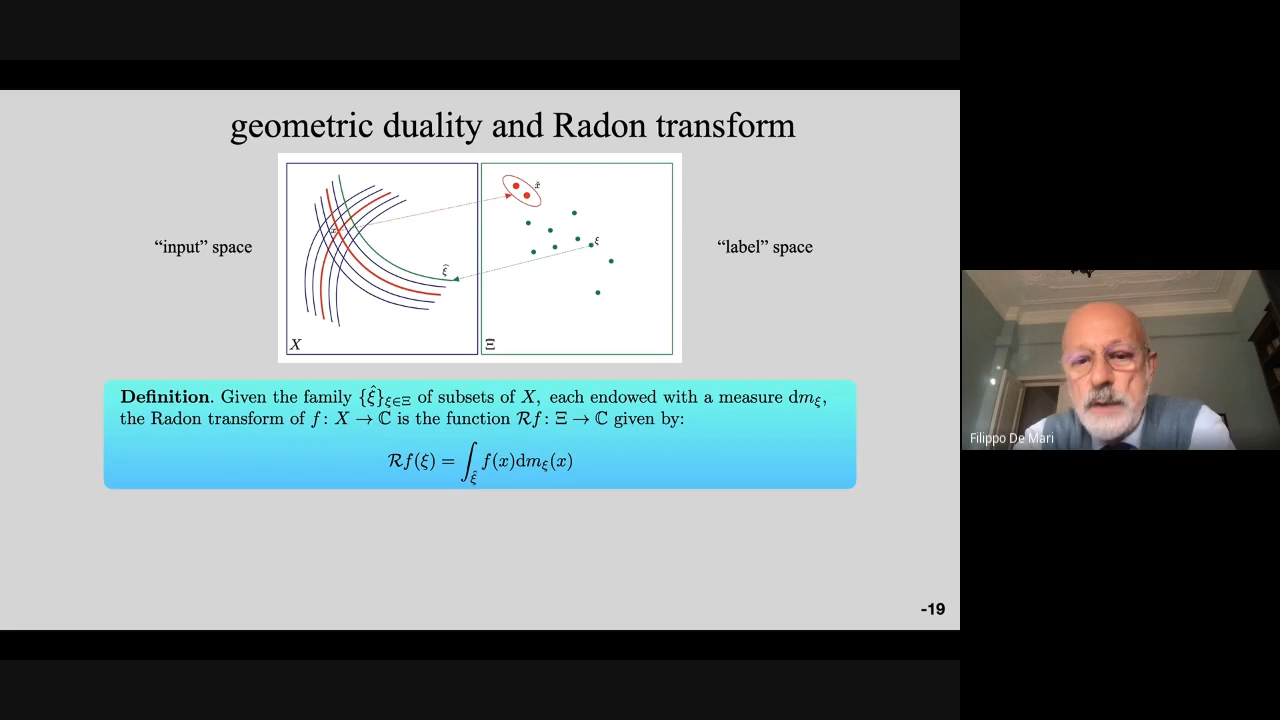 geometric duality and Radon transform
“input” space
“label” space
x
x̌
ξ
ξ̂
X
Ξ
Definition. Given the family {ξ̂}ξ∈Ξ of subsets of X, each endowed with a measure dmξ,
the Radon transform of f : X → ℂ is the function ℛf : Ξ → ℂ given by:
ℛf(ξ) = ∫ξ̂ f(x)dmξ(x)
-19
Filippo De Mari